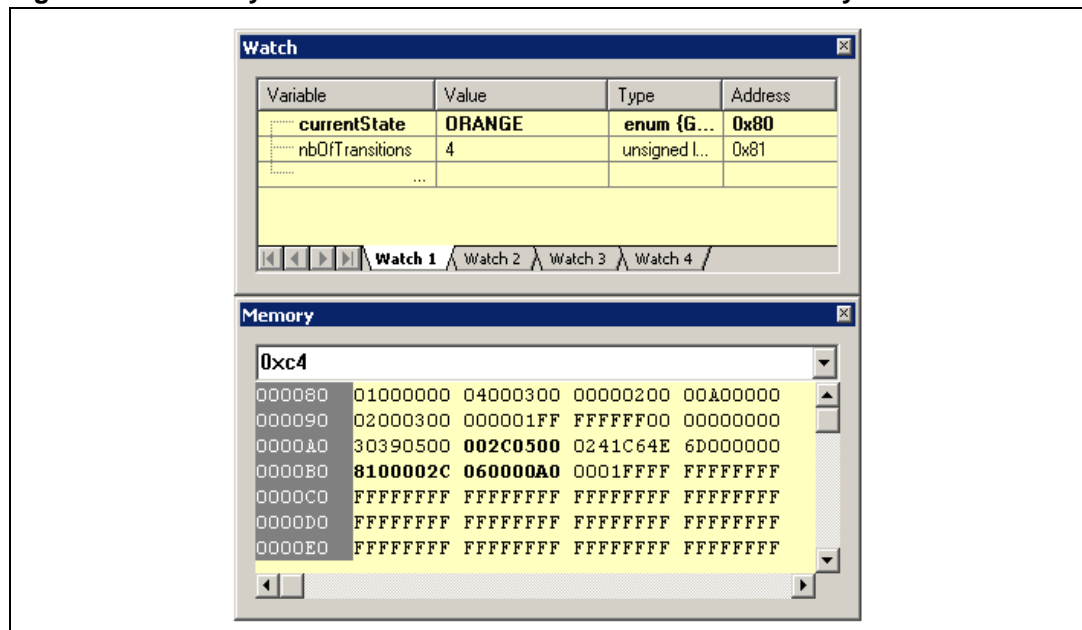 Watch
Variable Value Type Address
currentState ORANGE enum {G... 0x80
nbOfTransitions 4 unsigned l... 0x81
...
Watch 1 Watch 2 Watch 3 Watch 4
Memory
0xc4
000080 01000000 04000300 00000200 00A00000
000090 02000300 000001FF FFFFFF00 00000000
0000A0 30390500 002C0500 0241C64E 6D000000
0000B0 8100002C 060000A0 0001FFFF FFFFFFFF
0000C0 FFFFFFFF FFFFFFFF FFFFFFFF FFFFFFFF
0000D0 FFFFFFFF FFFFFFFF FFFFFFFF FFFFFFFF
0000E0 FFFFFFFF FFFFFFFF FFFFFFFF FFFFFFFF